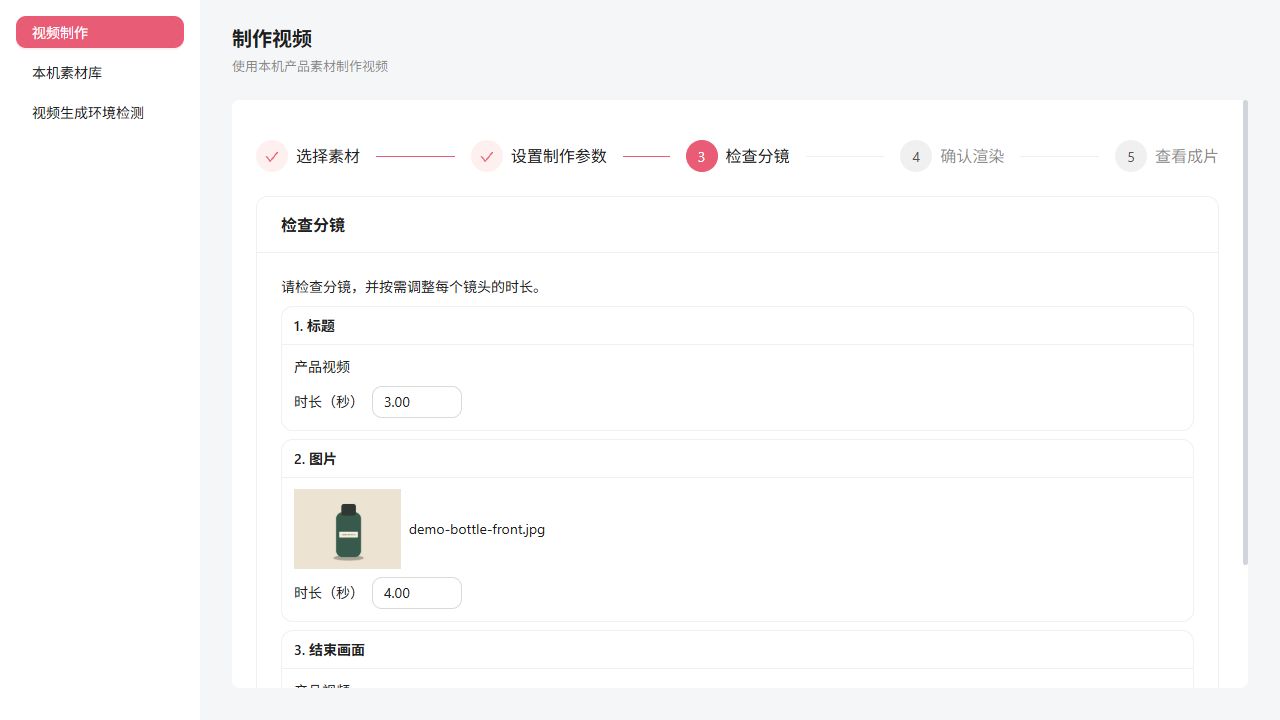 视频制作
本机素材库
视频生成环境检测
制作视频
使用本机产品素材制作视频
选择素材
设置制作参数
3 检查分镜
4 确认渲染
5 查看成片
检查分镜
请检查分镜，并按需调整每个镜头的时长。
1. 标题
产品视频
时长（秒） 3.00
2. 图片
demo-bottle-front.jpg
时长（秒） 4.00
3. 结束画面
产品视频